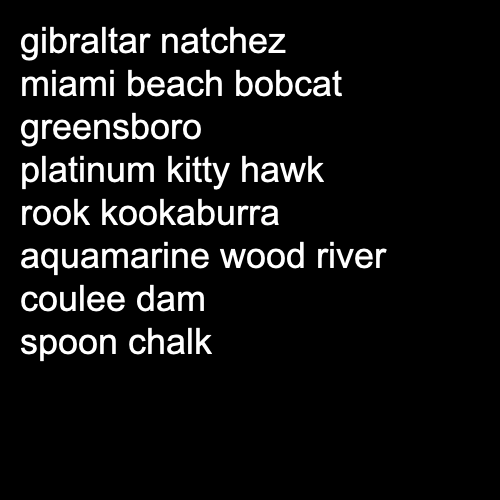 gibraltar natchez
miami beach bobcat
greensboro
platinum kitty hawk
rook kookaburra
aquamarine wood river
coulee dam
spoon chalk